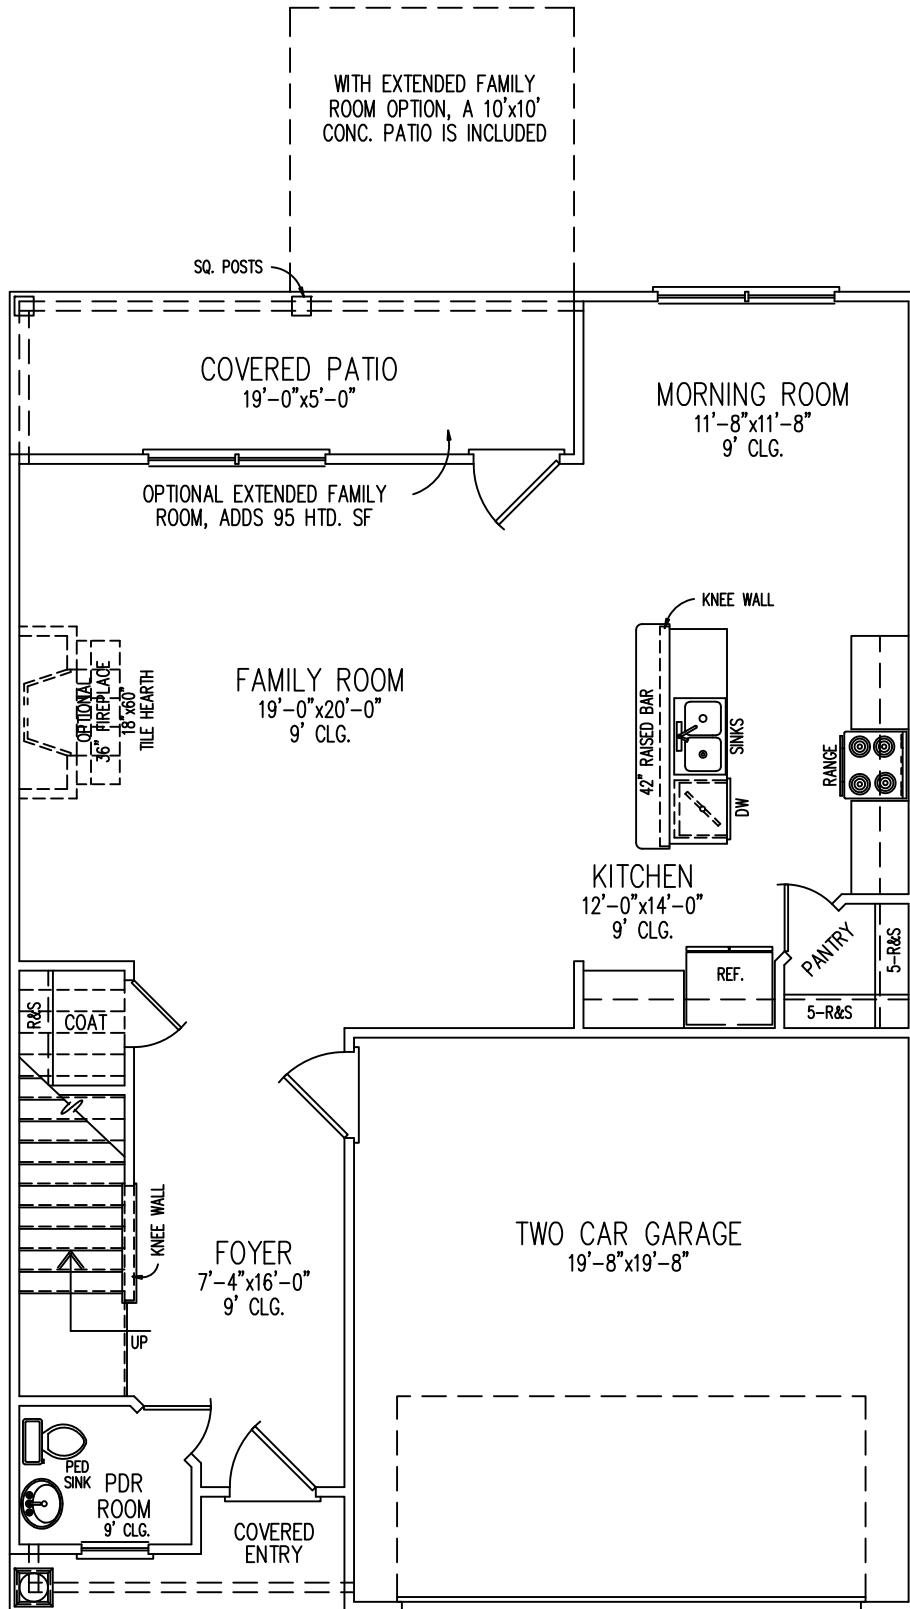 WITH EXTENDED FAMILY
ROOM OPTION, A 10'x10'
CONC. PATIO IS INCLUDED
SQ. POSTS
COVERED PATIO
19'-0"x5'-0"
MORNING ROOM
11'-8"x11'-8"
9' CLG.
OPTIONAL EXTENDED FAMILY
ROOM, ADDS 95 HTD. SF
KNEE WALL
FAMILY ROOM
19'-0"x20'-0"
9' CLG.
OPTIONAL
36" FIREPLACE
18"x60"
TILE HEARTH
42" RAISED BAR
SINKS
DW
RANGE
KITCHEN
12'-0"x14'-0"
9' CLG.
PANTRY
5-R&S
5-R&S
REF.
R&S
COAT
KNEE WALL
FOYER
7'-4"x16'-0"
9' CLG.
TWO CAR GARAGE
19'-8"x19'-8"
UP
PED
SINK
PDR
ROOM
9' CLG.
COVERED
ENTRY